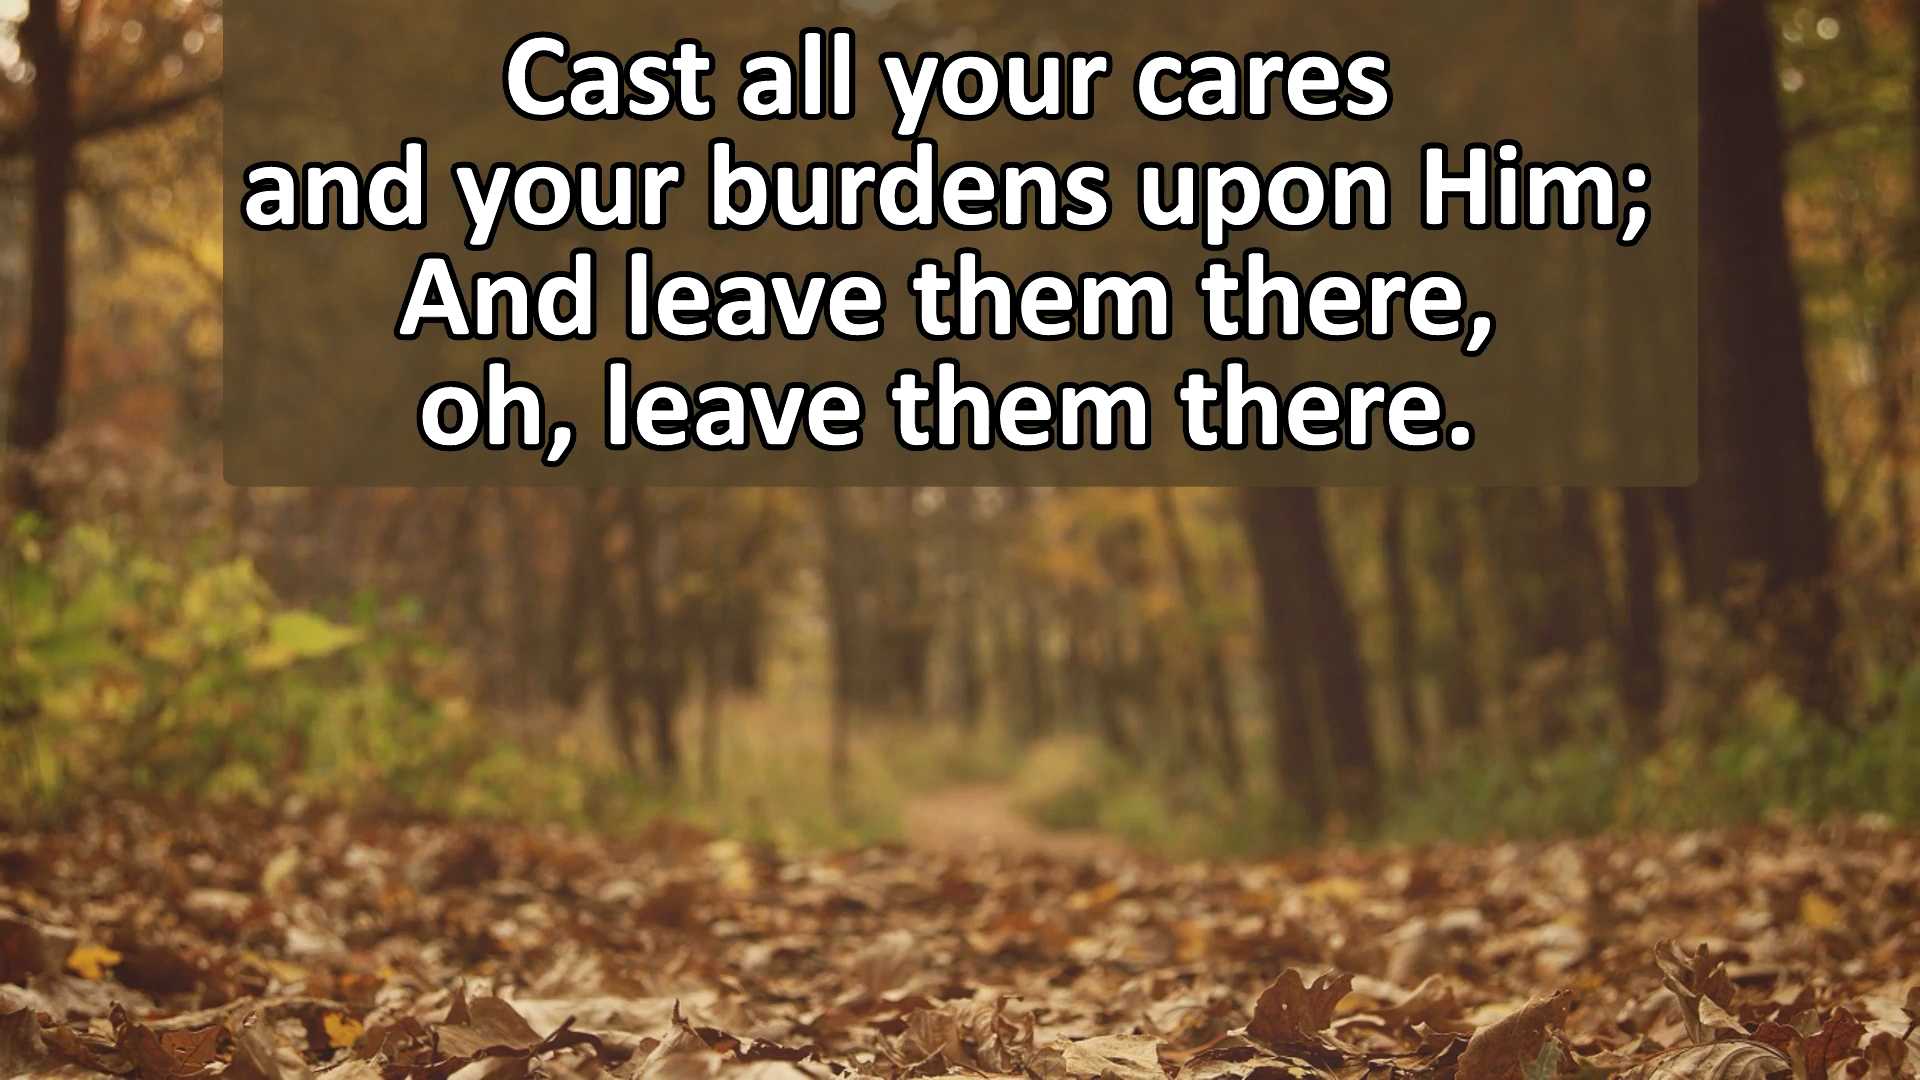 Cast all your cares
and your burdens upon Him;
And leave them there,
oh, leave them there.